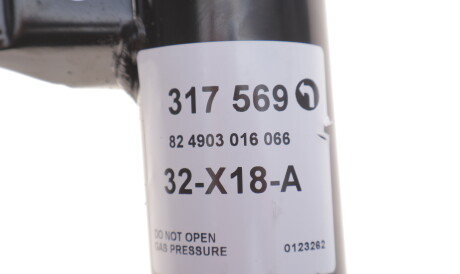 317 569
82 4903 016 066
32-X18-A
DO NOT OPEN
GAS PRESSURE 0123262